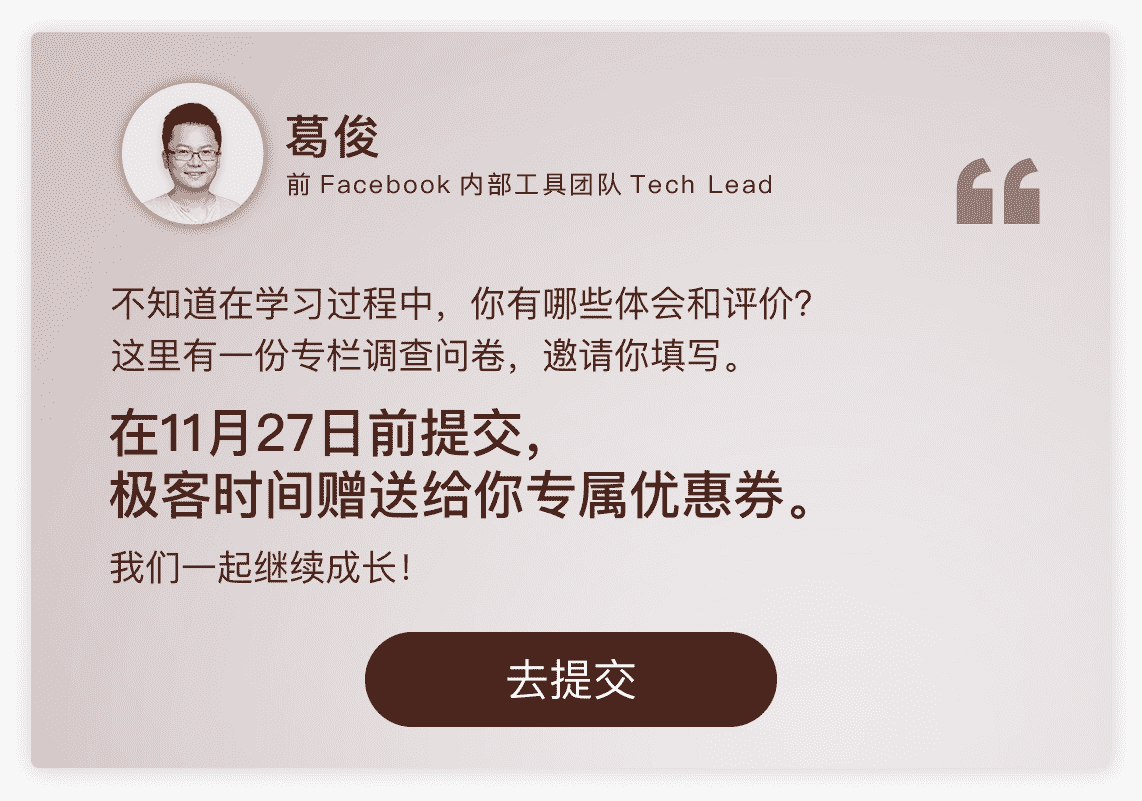 葛俊
前 Facebook 内部工具团队 Tech Lead
不知道在学习过程中，你有哪些体会和评价？
这里有一份专栏调查问卷，邀请你填写。
在11月27日前提交，
极客时间赠送给你专属优惠券。
我们一起继续成长！
去提交